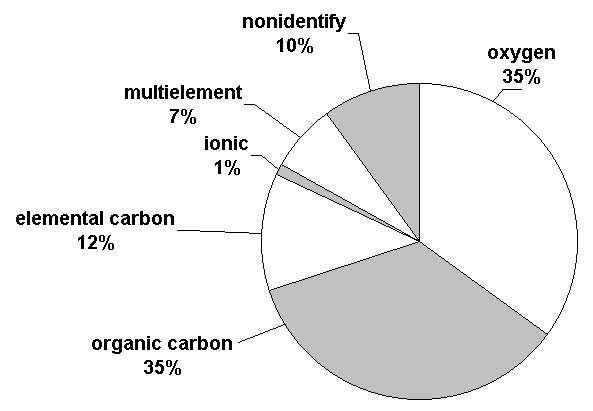 nonidentify
10%
oxygen
35%
multielement
7%
ionic
1%
elemental carbon
12%
organic carbon
35%